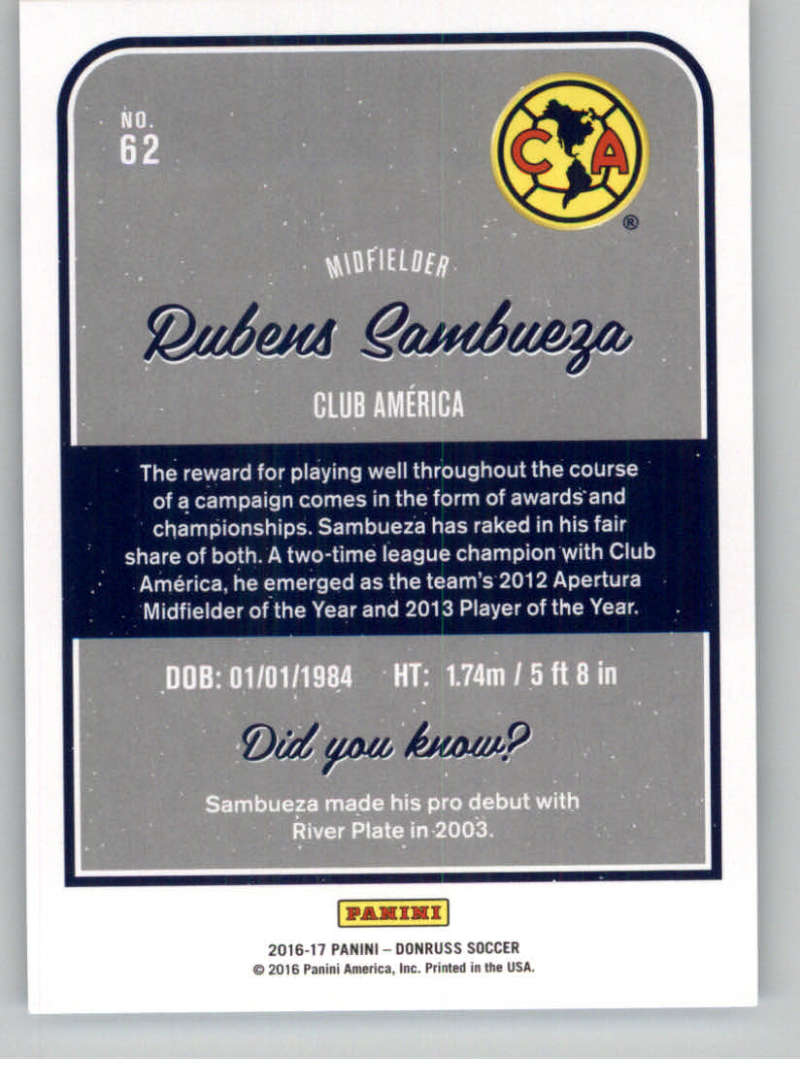 NO.
62
C A
®
MIDFIELDER
Rubens Sambueza
CLUB AMÉRICA
The reward for playing well throughout the course
of a campaign comes in the form of awards and
championships. Sambueza has raked in his fair
share of both. A two-time league champion with Club
América, he emerged as the team's 2012 Apertura
Midfielder of the Year and 2013 Player of the Year.
DOB: 01/01/1984 HT: 1.74m / 5 ft 8 in
Did you know?
Sambueza made his pro debut with
River Plate in 2003.
PANINI
2016-17 PANINI – DONRUSS SOCCER
© 2016 Panini America, Inc. Printed in the USA.